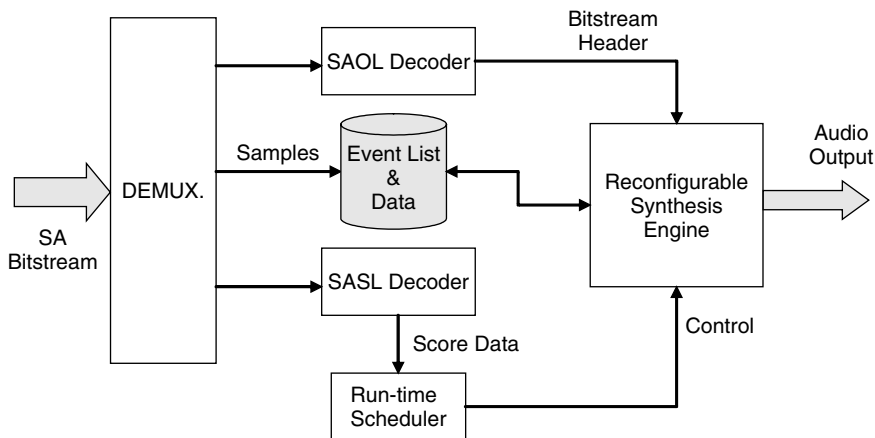 Bitstream
Header
SAOL Decoder
Samples
Event List
&
Data
DEMUX.
Reconfigurable
Synthesis
Engine
Audio
Output
SA
Bitstream
SASL Decoder
Score Data
Control
Run-time
Scheduler